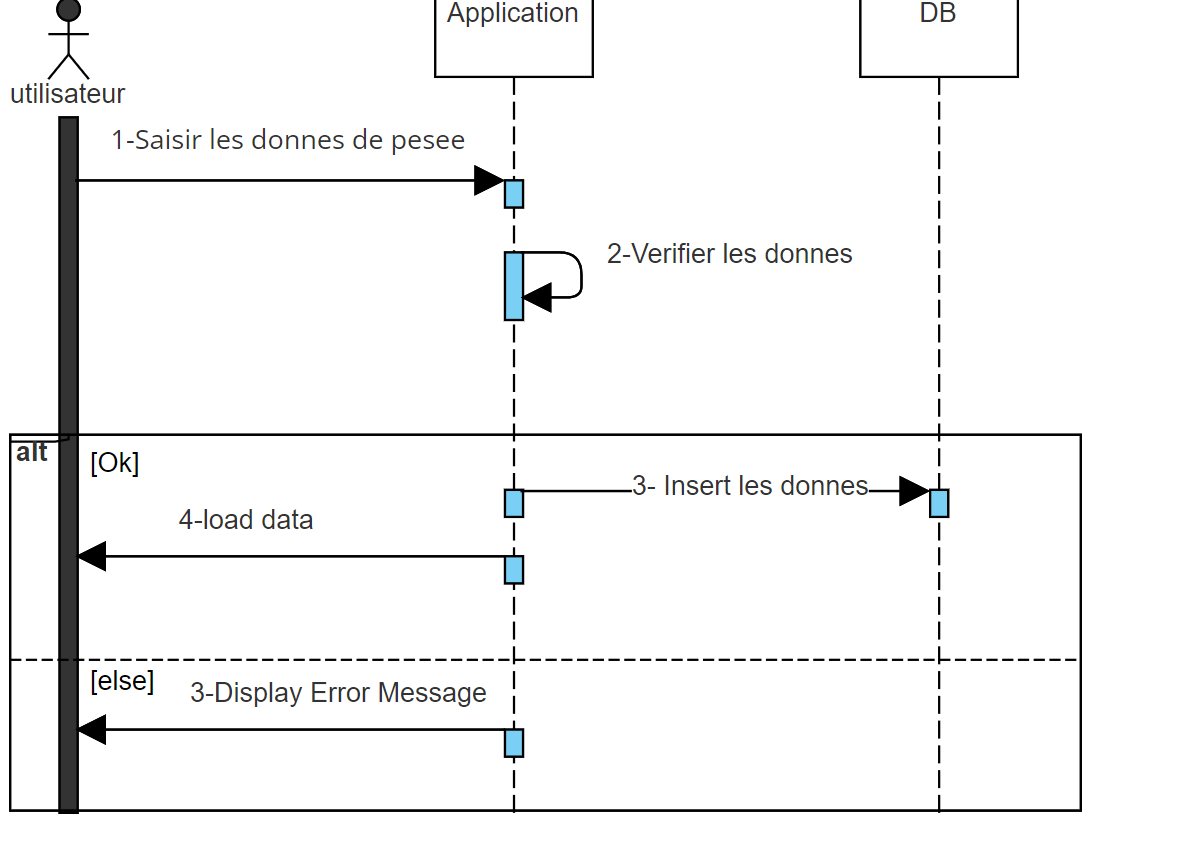 Application
DB
utilisateur
1-Saisir les donnes de pesee
2-Verifier les donnes
alt
[Ok]
3- Insert les donnes
4-load data
[else]
3-Display Error Message